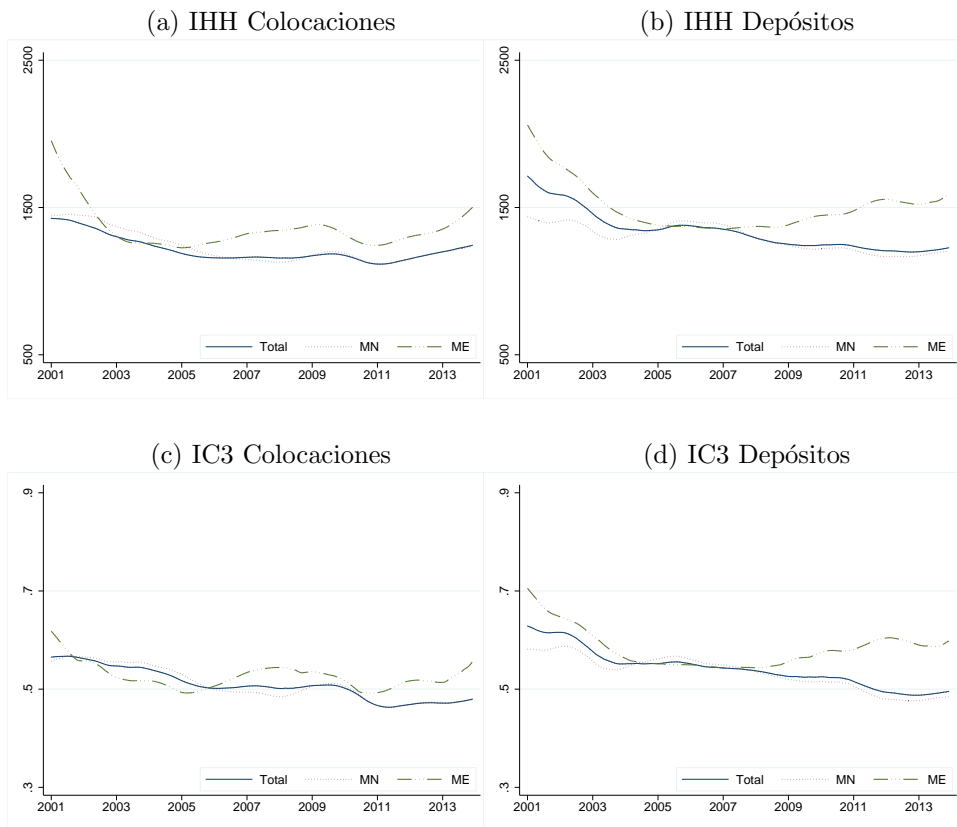 (a) IHH Colocaciones
2500
1500
500
Total MN ME
2001 2003 2005 2007 2009 2011 2013
(b) IHH Depósitos
2500
1500
500
Total MN ME
2001 2003 2005 2007 2009 2011 2013
(c) IC3 Colocaciones
.9
.7
.5
.3
Total MN ME
2001 2003 2005 2007 2009 2011 2013
(d) IC3 Depósitos
.9
.7
.5
.3
Total MN ME
2001 2003 2005 2007 2009 2011 2013